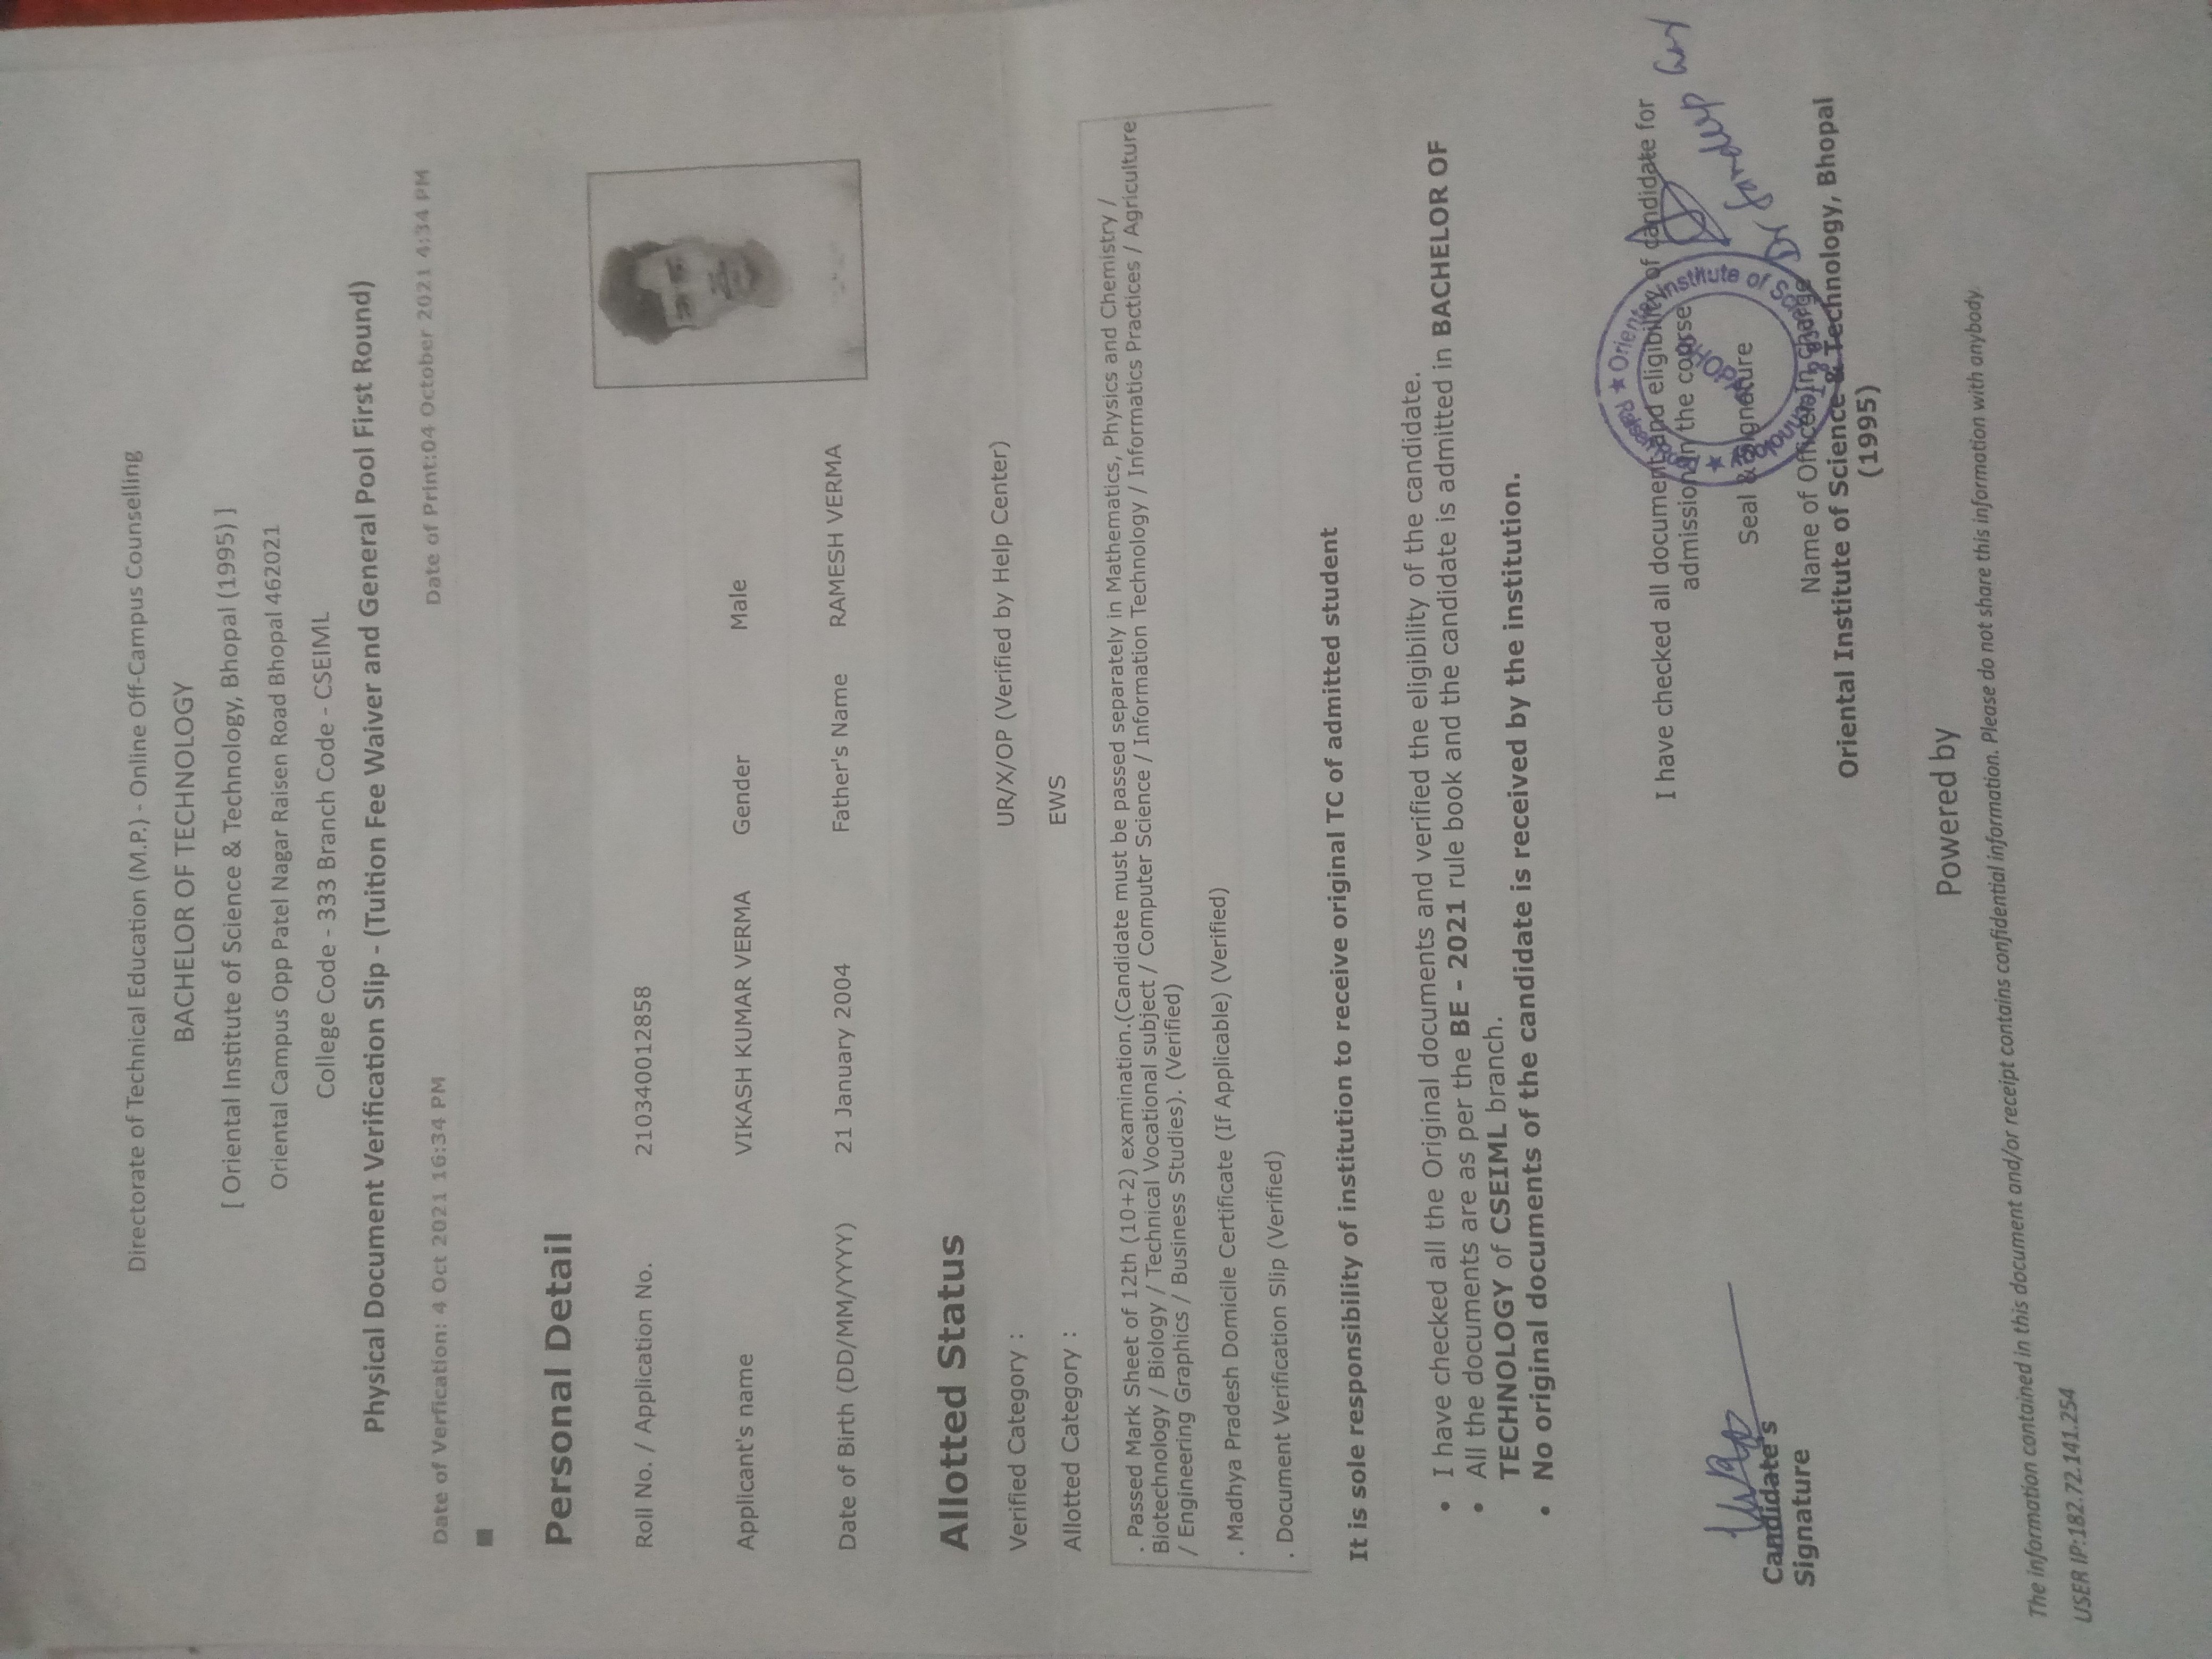 Directorate of Technical Education (M.P.) - Online Off-Campus Counselling
BACHELOR OF TECHNOLOGY
[ Oriental Institute of Science & Technology, Bhopal (1995) ]
Oriental Campus Opp Patel Nagar Raisen Road Bhopal 462021
College Code - 333 Branch Code - CSEIML
Physical Document Verification Slip - (Tuition Fee Waiver and General Pool First Round)
Date of Verfication: 4 Oct 2021 16:34 PM Date of Print:04 October 2021 4:34 PM
Personal Detail
Roll No. / Application No. 210340012858
Applicant's name VIKASH KUMAR VERMA Gender Male
Date of Birth (DD/MM/YYYY) 21 January 2004 Father's Name RAMESH VERMA
Allotted Status
Verified Category : UR/X/OP (Verified by Help Center)
Allotted Category : EWS
. Passed Mark Sheet of 12th (10+2) examination.(Candidate must be passed separately in Mathematics, Physics and Chemistry /
Biotechnology / Biology / Technical Vocational subject / Computer Science / Information Technology / Informatics Practices / Agriculture
/ Engineering Graphics / Business Studies). (Verified)
. Madhya Pradesh Domicile Certificate (If Applicable) (Verified)
. Document Verification Slip (Verified)
It is sole responsibility of institution to receive original TC of admitted student
• I have checked all the Original documents and verified the eligibility of the candidate.
• All the documents are as per the BE - 2021 rule book and the candidate is admitted in BACHELOR OF
TECHNOLOGY of CSEIML branch.
• No original documents of the candidate is received by the institution.
I have checked all document and eligibility of candidate for
admission in the course
Seal & Signature
Dr Sandeep
Name of Officer In charge
Oriental Institute of Science & Technology, Bhopal
(1995)
Candidate's
Signature
Powered by
The information contained in this document and/or receipt contains confidential information. Please do not share this information with anybody.
USER IP:182.72.141.254